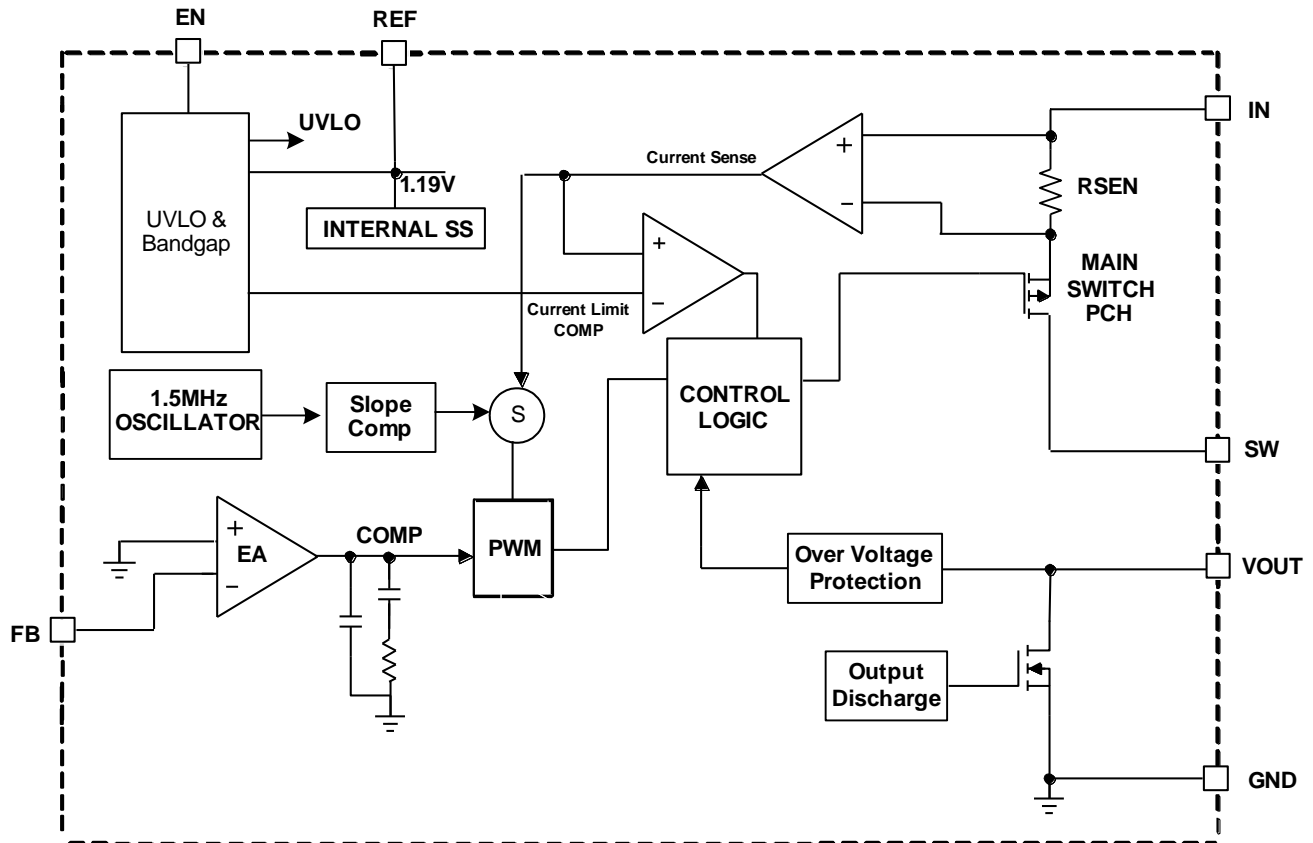 EN
REF
IN
UVLO
+
Current Sense
1.19V
RSEN
UVLO &
Bandgap
−
INTERNAL SS
+
MAIN
SWITCH
PCH
−
Current Limit
COMP
1.5MHz
OSCILLATOR
Slope
Comp
S
CONTROL
LOGIC
SW
+
EA
−
COMP
PWM
Over Voltage
Protection
VOUT
FB
Output
Discharge
GND